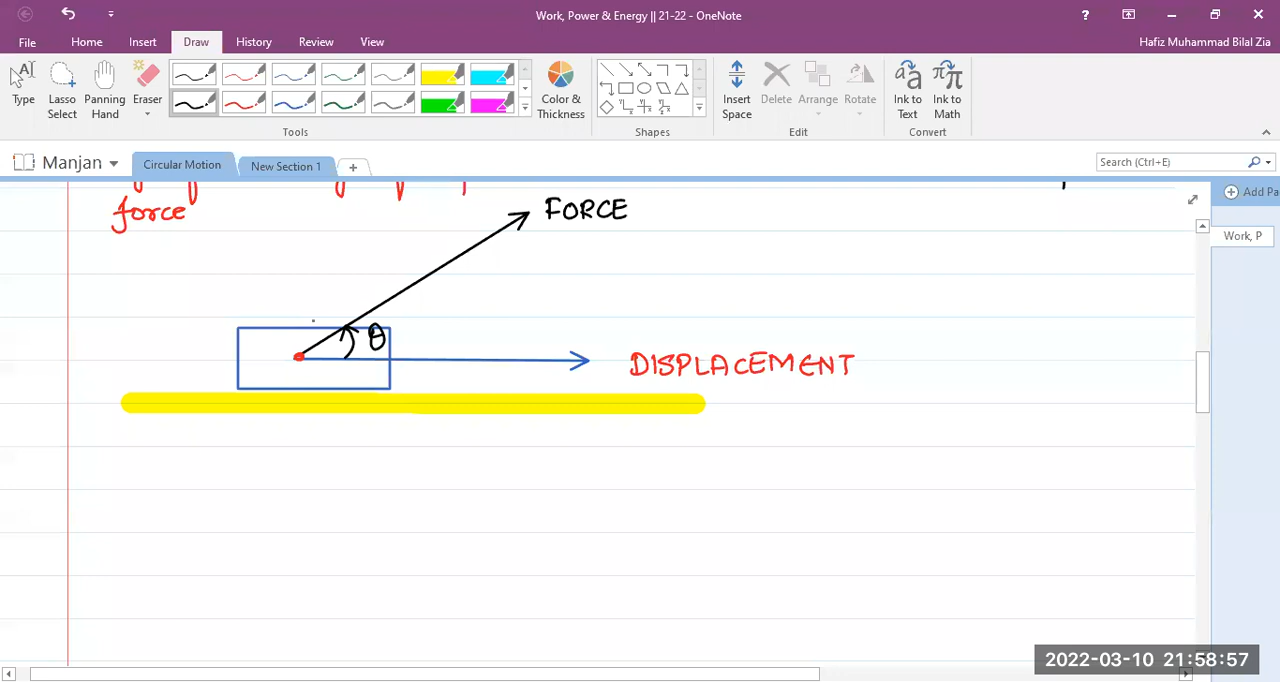 Work, Power & Energy || 21-22 - OneNote
?
File Home Insert Draw History Review View
Hafiz Muhammad Bilal Zia
Type
Lasso Select
Panning Hand
Eraser
Color & Thickness
Insert Space
Delete
Arrange
Rotate
Ink to Text
Ink to Math
Tools
Shapes
Edit
Convert
Manjan
Circular Motion
New Section 1
+
Search (Ctrl+E)
Add Pa
Work, P
force
FORCE
θ
DISPLACEMENT
2022-03-10 21:58:57